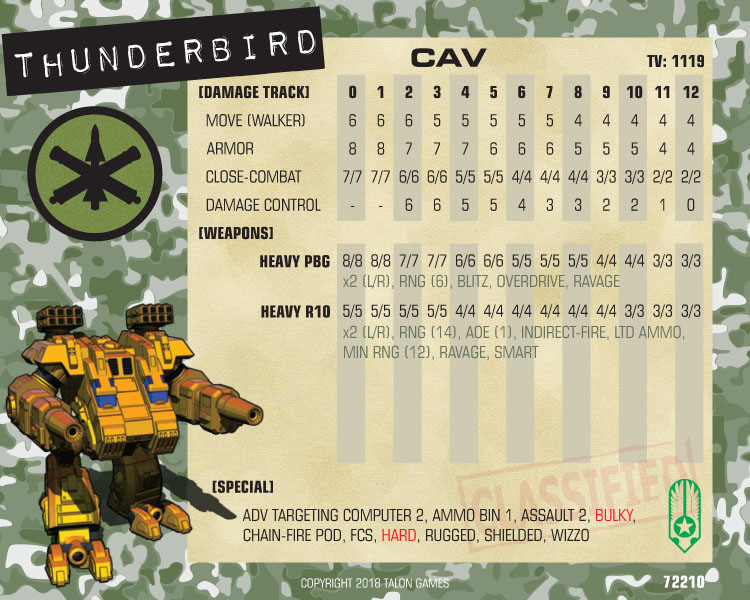 THUNDERBIRD
CAV
TV: 1119
[DAMAGE TRACK] 0 1 2 3 4 5 6 7 8 9 10 11 12
MOVE (WALKER) 6 6 6 5 5 5 5 5 4 4 4 4 4
ARMOR 8 8 7 7 7 6 6 6 5 5 5 4 4
CLOSE-COMBAT 7/7 7/7 6/6 6/6 5/5 5/5 4/4 4/4 4/4 3/3 3/3 2/2 2/2
DAMAGE CONTROL - - 6 6 5 5 4 3 3 2 2 1 0
[WEAPONS]
HEAVY PBG 8/8 8/8 7/7 7/7 6/6 6/6 5/5 5/5 5/5 4/4 4/4 3/3 3/3
x2 (L/R), RNG (6), BLITZ, OVERDRIVE, RAVAGE
HEAVY R10 5/5 5/5 5/5 5/5 4/4 4/4 4/4 4/4 4/4 4/4 3/3 3/3 3/3
x2 (L/R), RNG (14), AOE (1), INDIRECT-FIRE, LTD AMMO,
MIN RNG (12), RAVAGE, SMART
[SPECIAL]
CLASSIFIED
ADV TARGETING COMPUTER 2, AMMO BIN 1, ASSAULT 2, BULKY,
CHAIN-FIRE POD, FCS, HARD, RUGGED, SHIELDED, WIZZO
COPYRIGHT 2018 TALON GAMES
72210